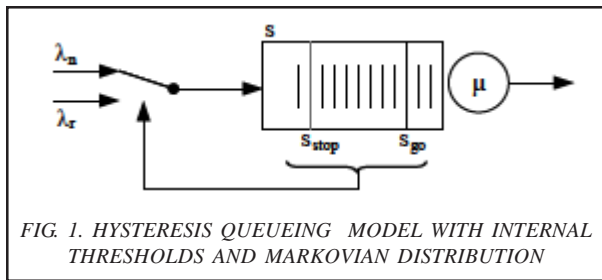 S
λn
λr
μ
Sstop
Sgo
FIG. 1. HYSTERESIS QUEUEING MODEL WITH INTERNAL
THRESHOLDS AND MARKOVIAN DISTRIBUTION